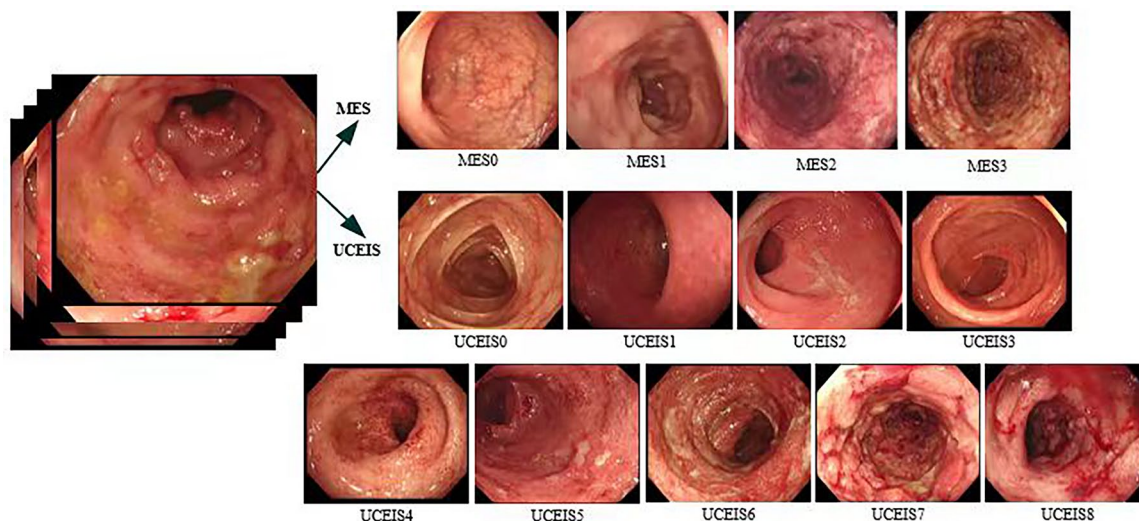 MES
UCEIS
MES0 MES1 MES2 MES3
UCEIS0 UCEIS1 UCEIS2 UCEIS3
UCEIS4 UCEIS5 UCEIS6 UCEIS7 UCEIS8